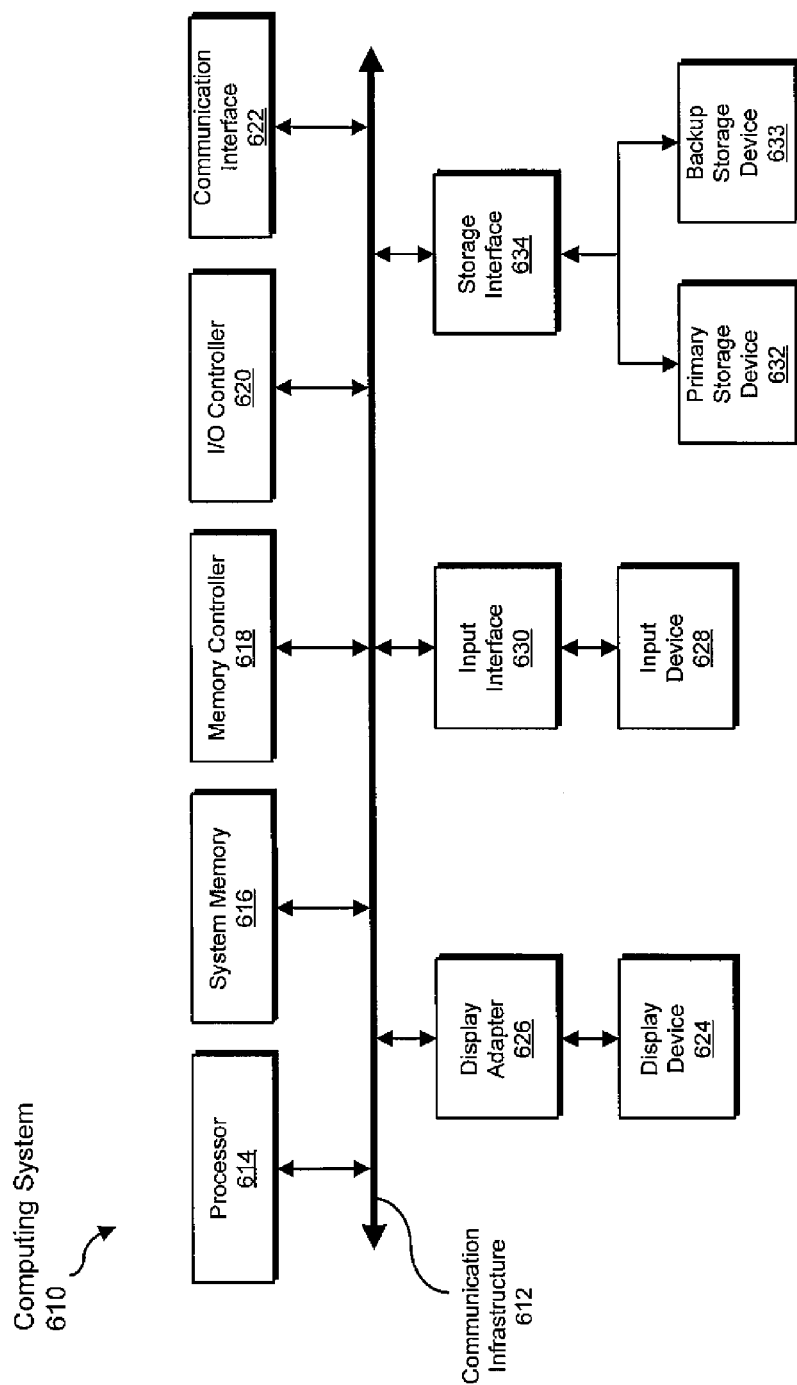 Computing System
610
Processor
614
System Memory
616
Memory Controller
618
I/O Controller
620
Communication
Interface
622
Communication
Infrastructure
612
Display
Adapter
626
Input
Interface
630
Storage
Interface
634
Display
Device
624
Input
Device
628
Primary
Storage
Device
632
Backup
Storage
Device
633